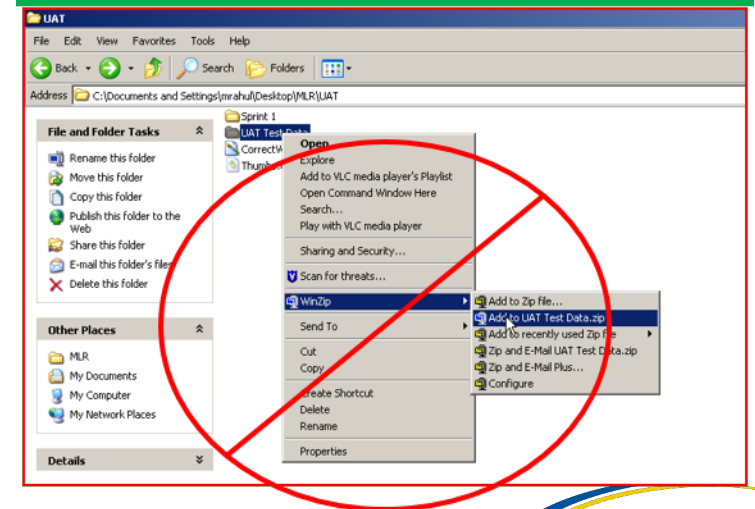 UAT
File Edit View Favorites Tools Help
Back Search Folders
Address C:\Documents and Settings\mrahul\Desktop\MLR\UAT
File and Folder Tasks
Rename this folder
Move this folder
Copy this folder
Publish this folder to the
Web
Share this folder
E-mail this folder's files
Delete this folder
Other Places
MLR
My Documents
My Computer
My Network Places
Details
Sprint 1
UAT Test Data
Open
Explore
Add to VLC media player's Playlist
Open Command Window Here
Search...
Play with VLC media player
Sharing and Security...
Scan for threats...
WinZip
Send To
Cut
Copy
Create Shortcut
Delete
Rename
Properties
Add to Zip file...
Add to UAT Test Data.zip
Add to recently used Zip file
Zip and E-Mail UAT Test Data.zip
Zip and E-Mail Plus...
Configure